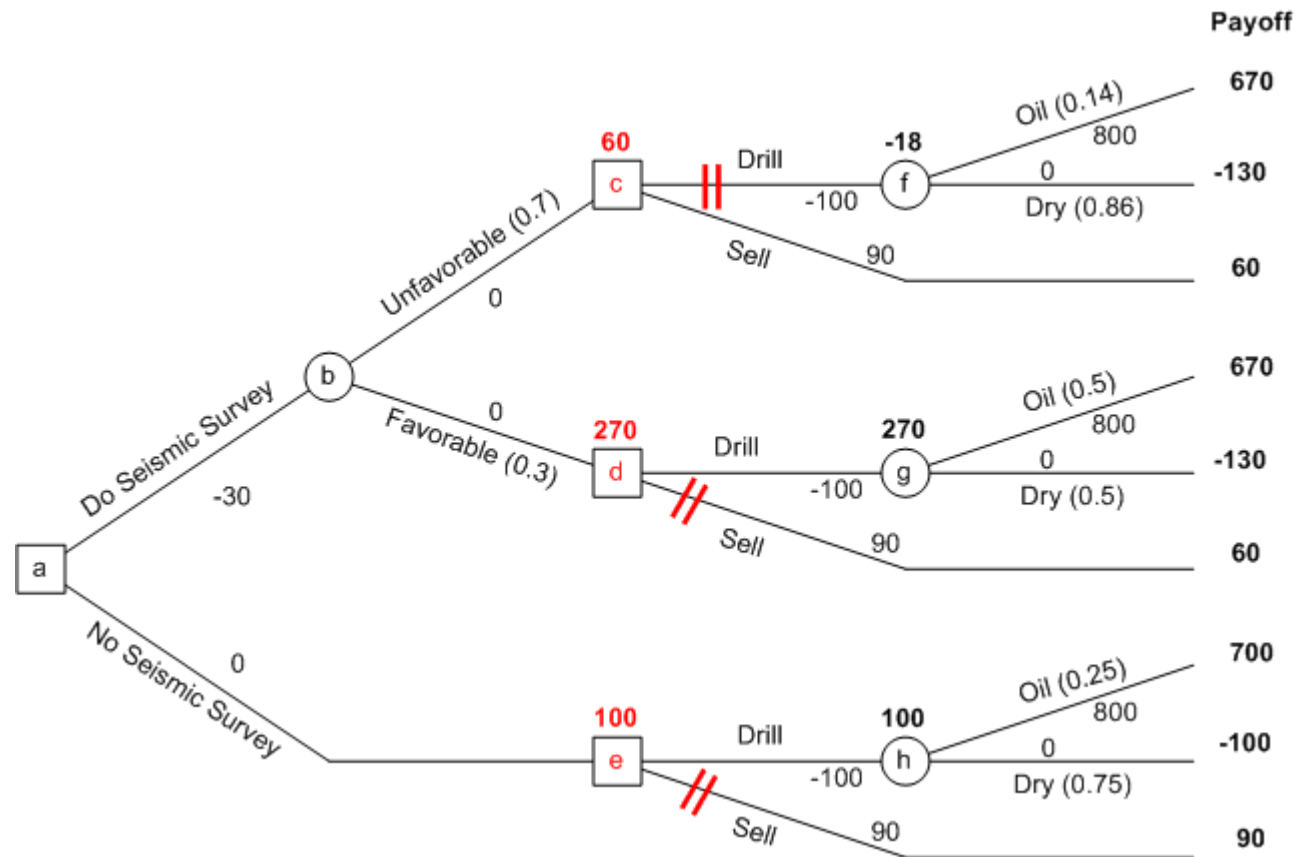 Payoff
670
Oil (0.14)
800
60
Drill
-18
c
f
0
-130
-100
Dry (0.86)
Unfavorable (0.7)
Sell
90
60
0
b
670
Oil (0.5)
800
0
Favorable (0.3)
270
Drill
270
d
g
0
-130
-100
Dry (0.5)
Do Seismic Survey
-30
Sell
90
60
a
No Seismic Survey
0
700
Oil (0.25)
800
100
Drill
100
e
h
0
-100
-100
Dry (0.75)
Sell
90
90